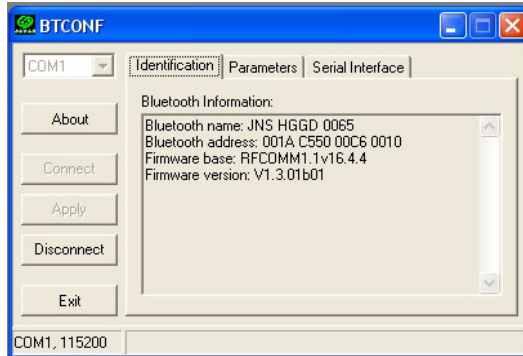 BTCONF
COM1
Identification
Parameters
Serial Interface
About
Connect
Apply
Disconnect
Exit
Bluetooth Information:
Bluetooth name: JNS HGGD 0065
Bluetooth address: 001A C550 00C6 0010
Firmware base: RFCOMM1.1v16.4.4
Firmware version: V1.3.01b01
COM1, 115200